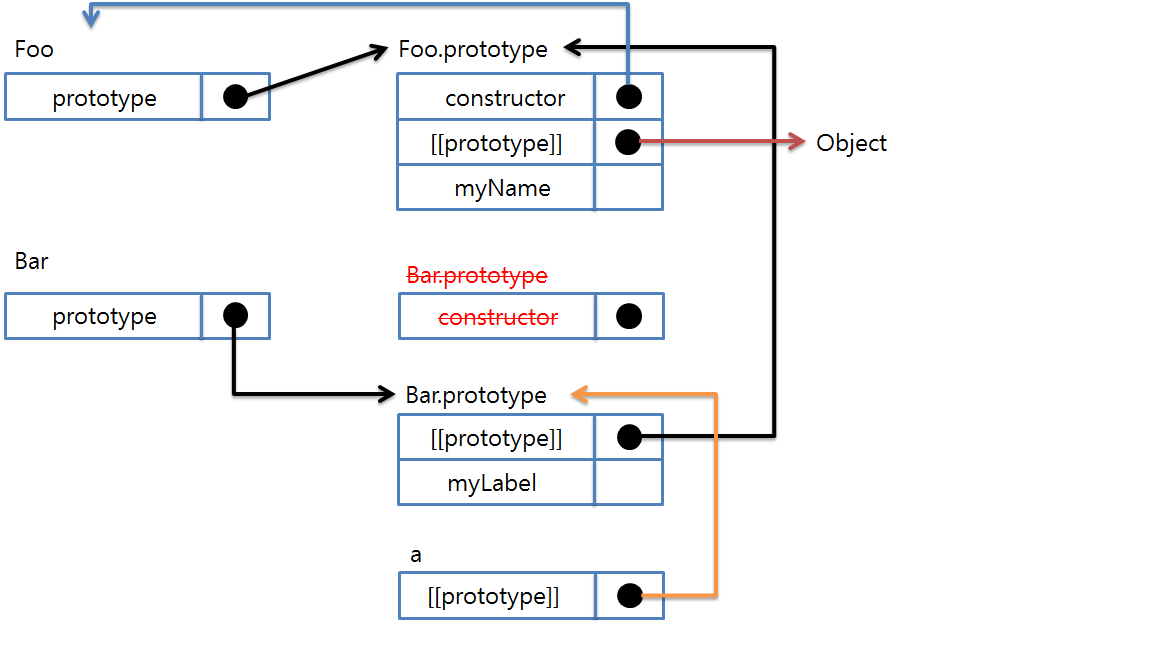 Foo
prototype
Foo.prototype
constructor
[[prototype]]
myName
Object
Bar
prototype
Bar.prototype
constructor
Bar.prototype
[[prototype]]
myLabel
a
[[prototype]]